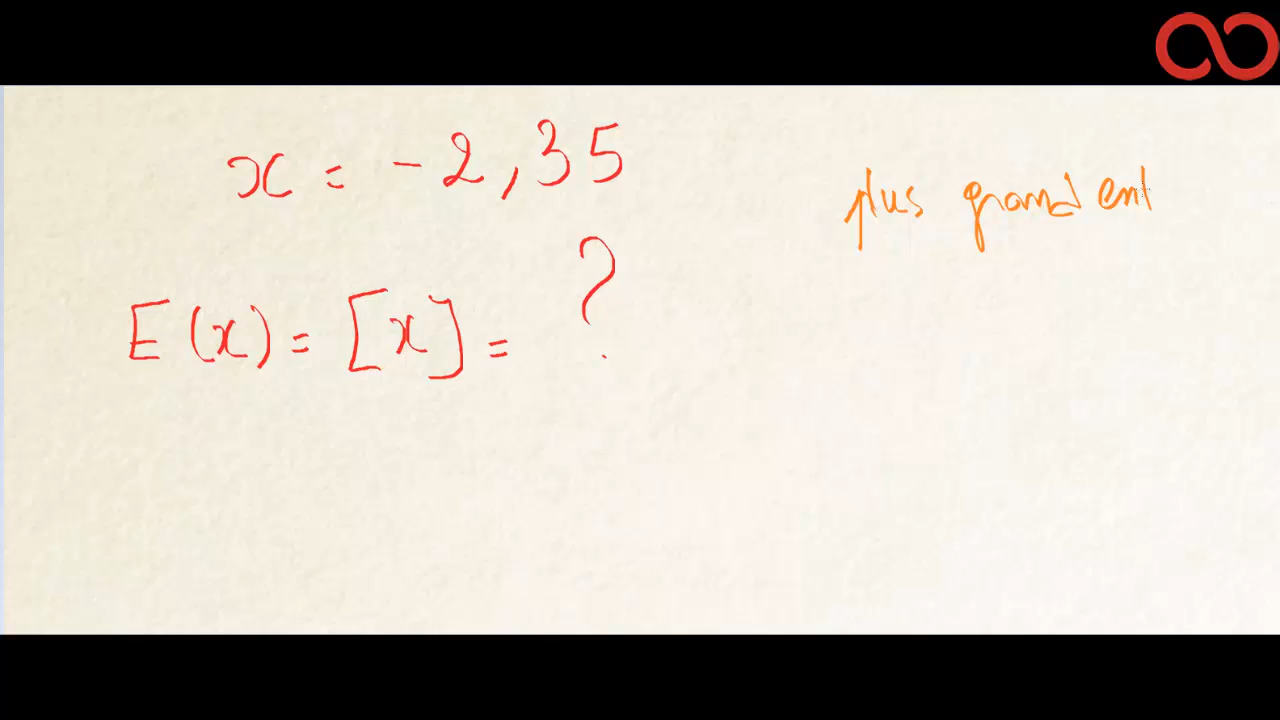 x = -2,35
plus grand ent
E(x) = [x] = ?